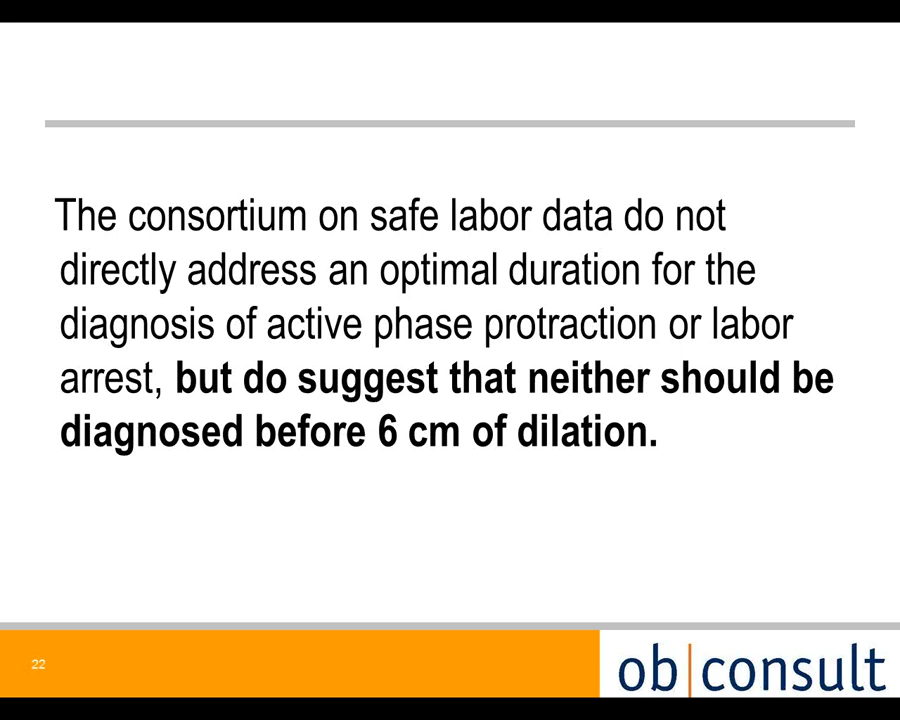 The consortium on safe labor data do not
directly address an optimal duration for the
diagnosis of active phase protraction or labor
arrest, but do suggest that neither should be
diagnosed before 6 cm of dilation.
22
ob|consult